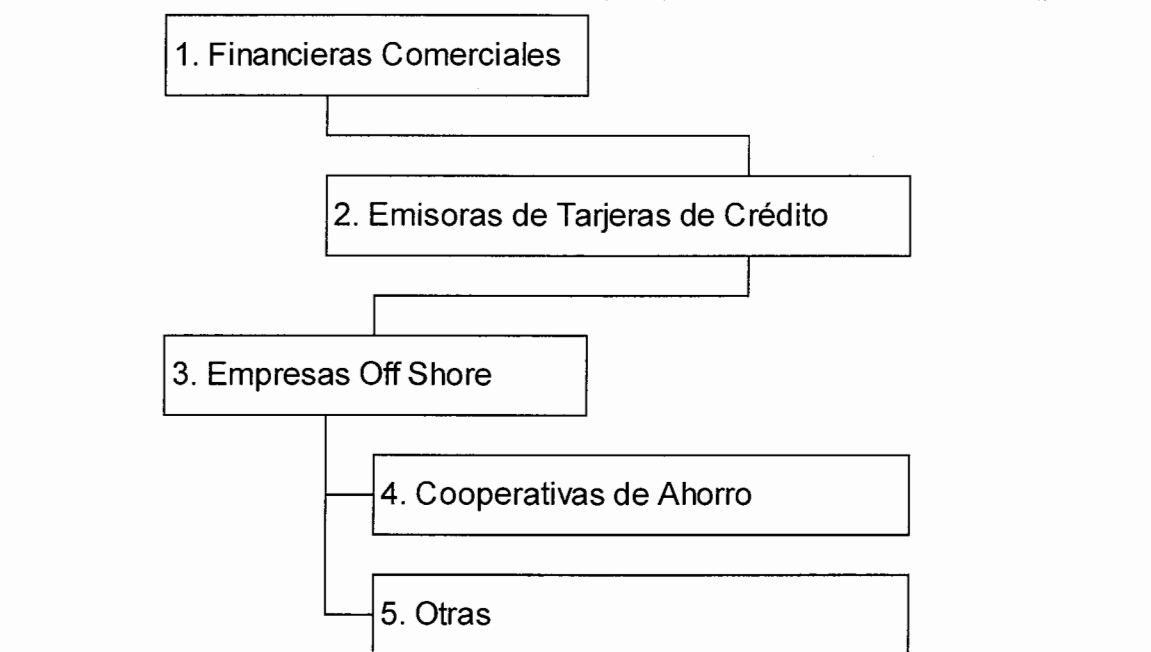 1. Financieras Comerciales
2. Emisoras de Tarjeras de Crédito
3. Empresas Off Shore
4. Cooperativas de Ahorro
5. Otras